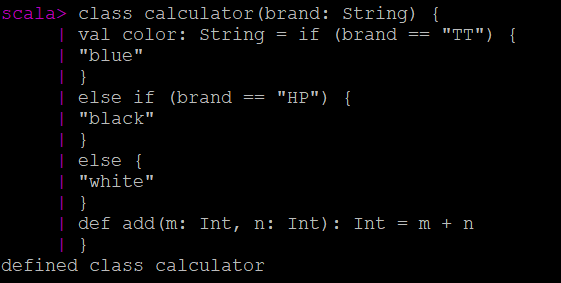 scala> class calculator(brand: String) {
| val color: String = if (brand == "TT") {
| "blue"
| }
| else if (brand == "HP") {
| "black"
| }
| else {
| "white"
| }
| def add(m: Int, n: Int): Int = m + n
| }
defined class calculator